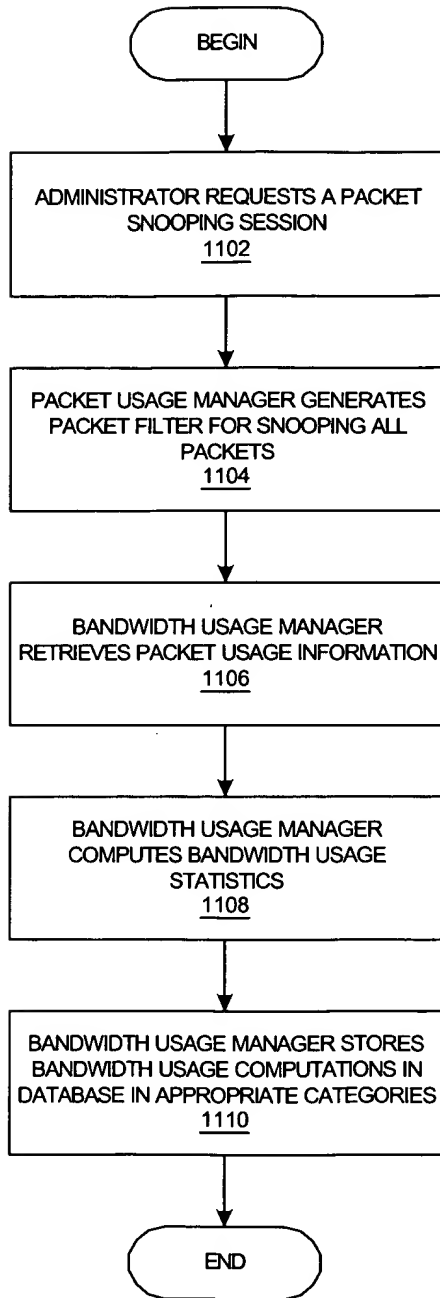 BEGIN
ADMINISTRATOR REQUESTS A PACKET
SNOOPING SESSION
1102
PACKET USAGE MANAGER GENERATES
PACKET FILTER FOR SNOOPING ALL
PACKETS
1104
BANDWIDTH USAGE MANAGER
RETRIEVES PACKET USAGE INFORMATION
1106
BANDWIDTH USAGE MANAGER
COMPUTES BANDWIDTH USAGE
STATISTICS
1108
BANDWIDTH USAGE MANAGER STORES
BANDWIDTH USAGE COMPUTATIONS IN
DATABASE IN APPROPRIATE CATEGORIES
1110
END